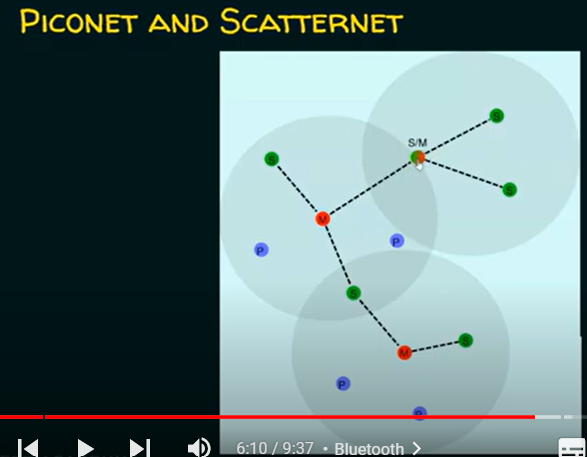 PICONET AND SCATTERNET
S/M
S
S
S
M
P
P
S
M
S
P
P
6:10 / 9:37 • Bluetooth >